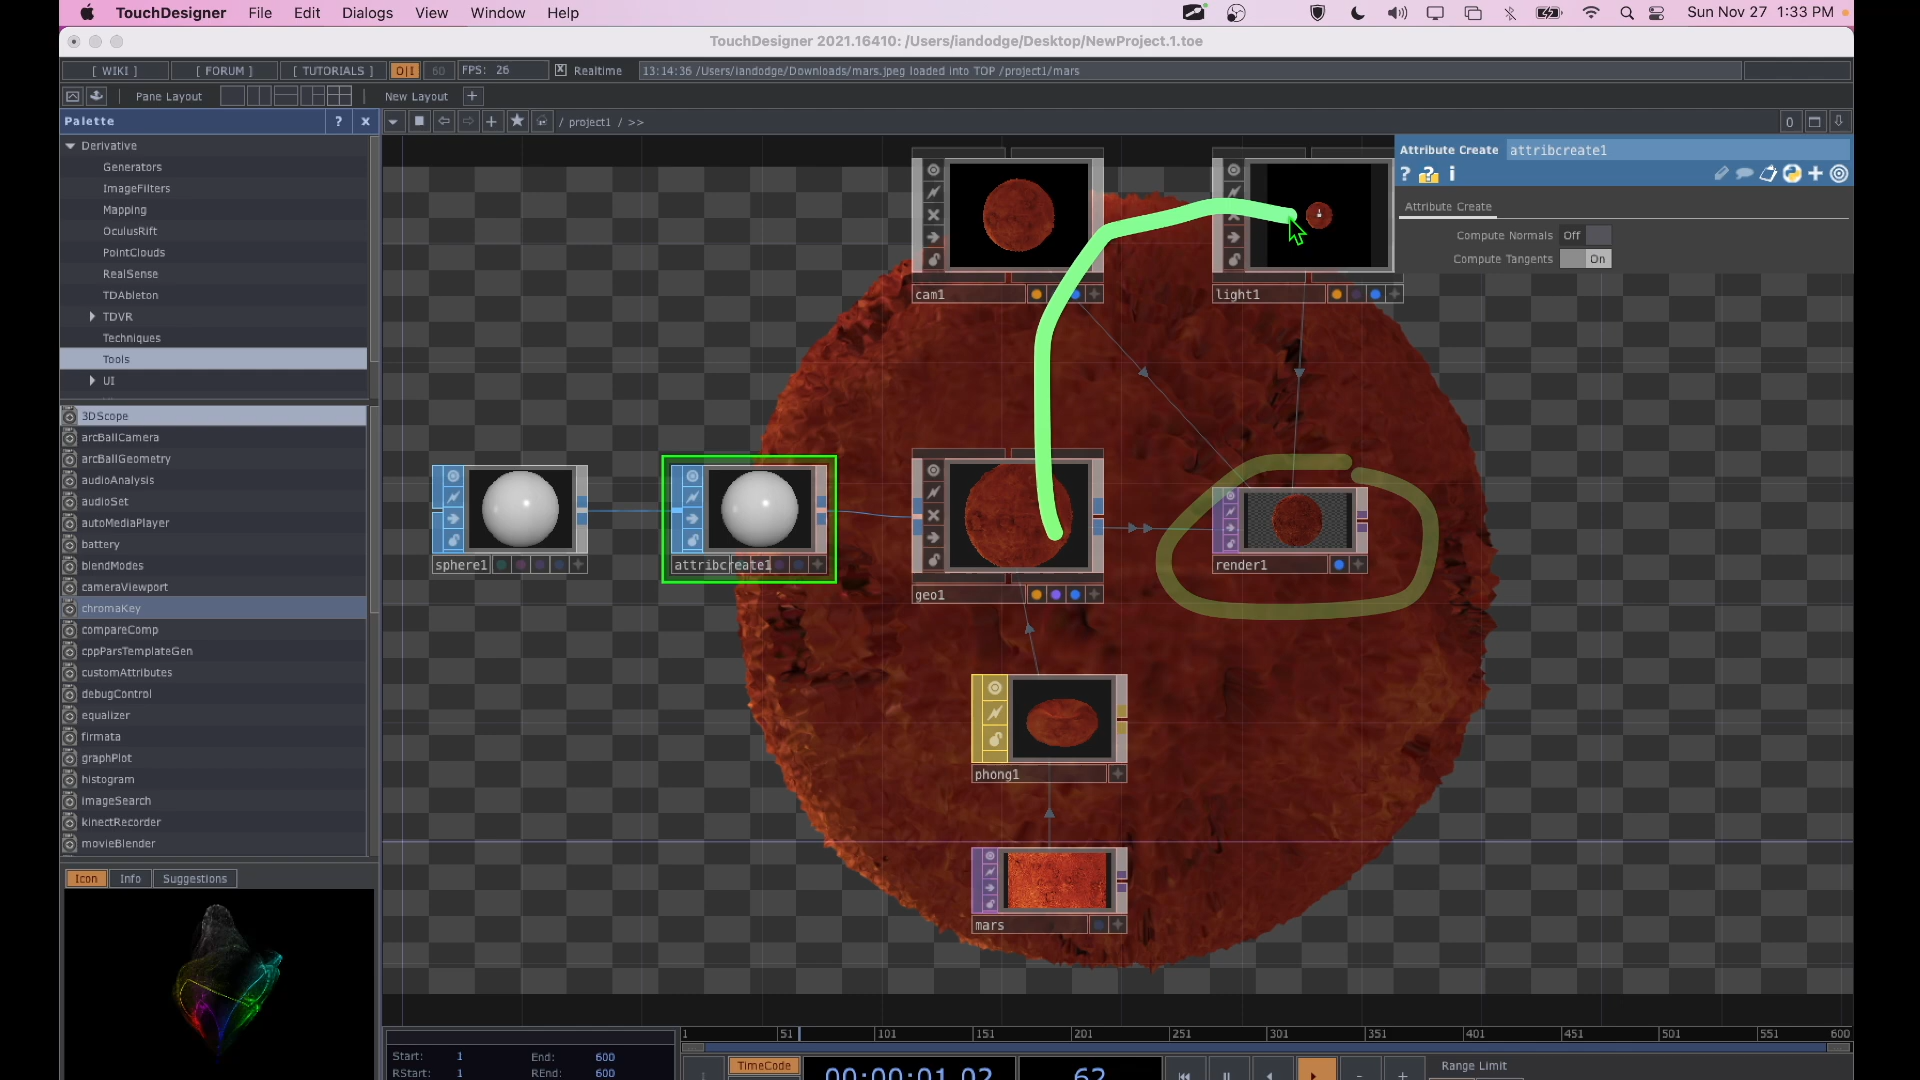 TouchDesigner File Edit Dialogs View Window Help Sun Nov 27 1:33 PM
TouchDesigner 2021.16410: /Users/iandodge/Desktop/NewProject.1.toe
[ WIKI ] [ FORUM ] [ TUTORIALS ] O|I 60 FPS: 26 Realtime 13:14:36 /Users/iandodge/Downloads/mars.jpeg loaded into TOP /project1/mars
Pane Layout New Layout +
Palette ? x / project1 / >> 0
Derivative
Generators
ImageFilters
Mapping
OculusRift
PointClouds
RealSense
TDAbleton
TDVR
Techniques
Tools
UI
3DScope
arcBallCamera
arcBallGeometry
audioAnalysis
audioSet
autoMediaPlayer
battery
blendModes
cameraViewport
chromaKey
compareComp
cppParsTemplateGen
customAttributes
debugControl
equalizer
firmata
graphPlot
histogram
imageSearch
kinectRecorder
movieBlender
Icon Info Suggestions
cam1
light1
sphere1
attribcreate1
geo1
render1
phong1
mars
Attribute Create attribcreate1
? i
Attribute Create
Compute Normals Off
Compute Tangents On
1 51 101 151 201 251 301 351 401 451 501 551 600
Start: 1 End: 600
RStart: 1 REnd: 600
TimeCode 00:00:01.02 62 - + Range Limit